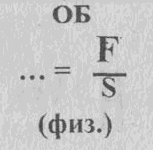 ОБ
... = F/S
(физ.)